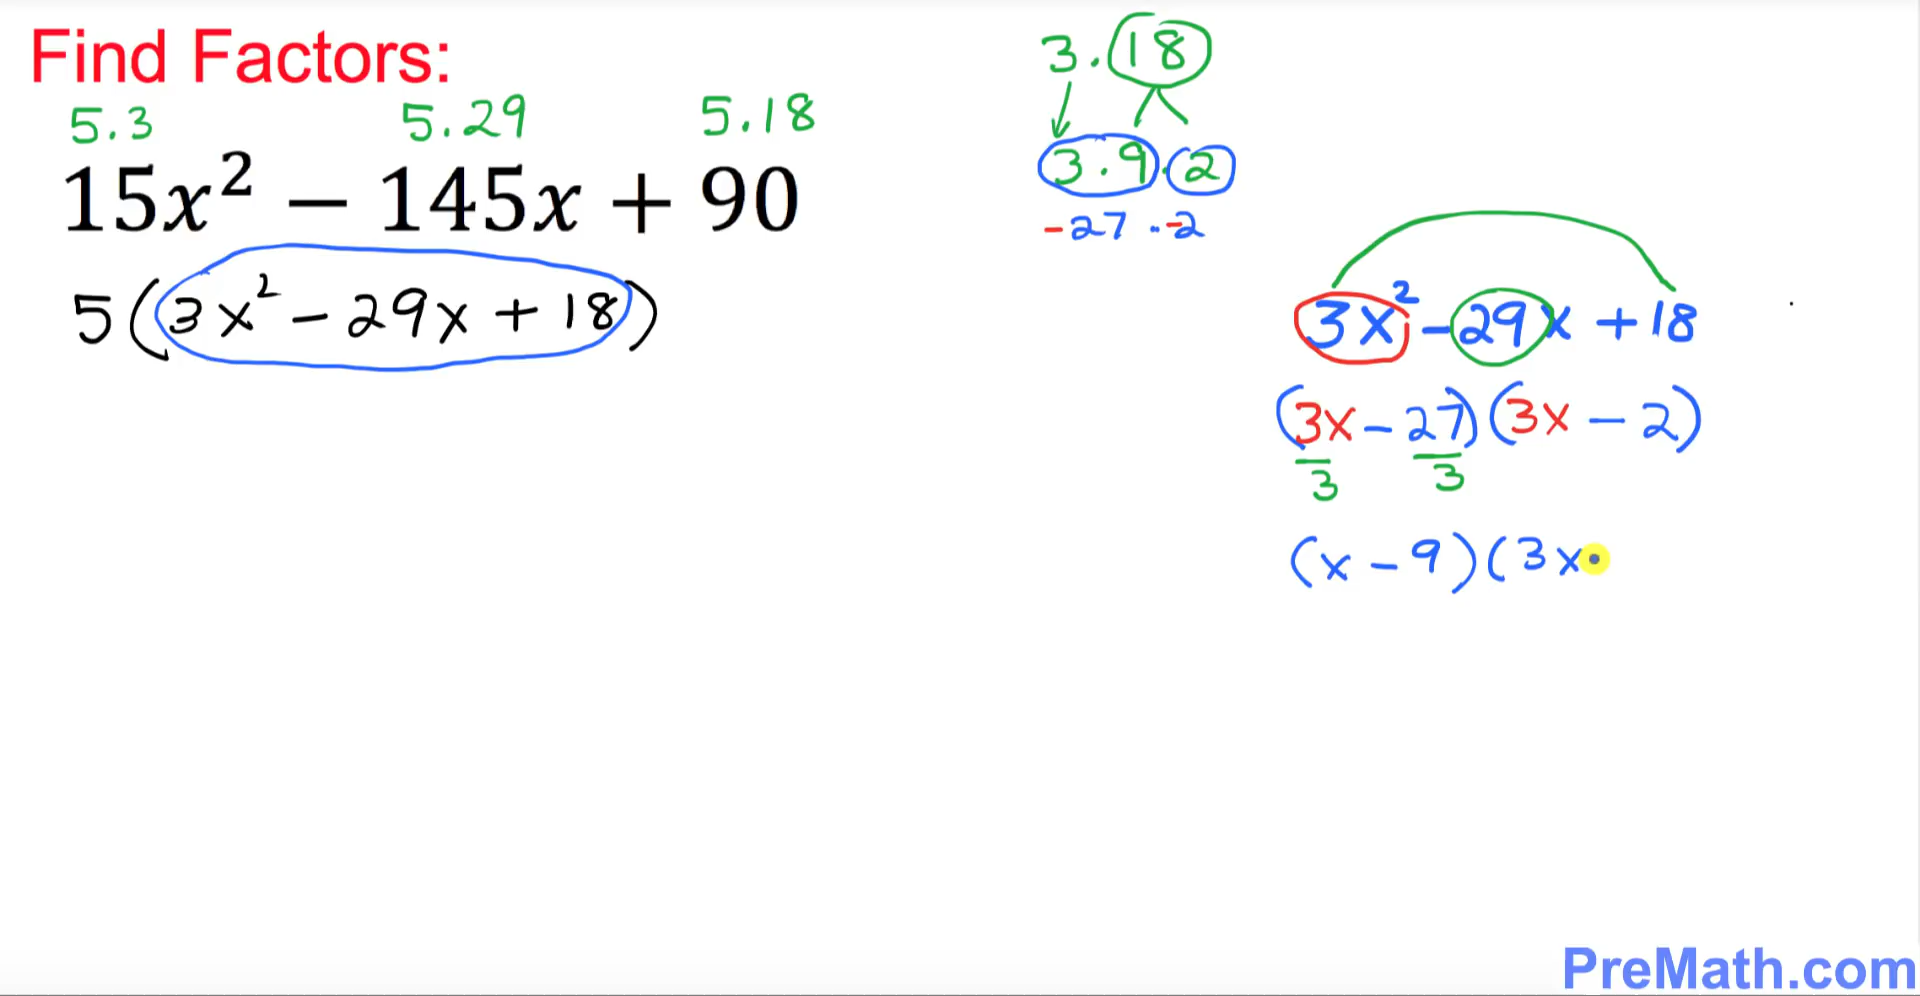 Find Factors:
5.3 5.29 5.18
15x² − 145x + 90
5(3x² − 29x + 18)
3.18
3.9.2
-27 .. -2
3x² − 29x + 18
(3x − 27)(3x − 2)
3 3
(x − 9)(3x
PreMath.com